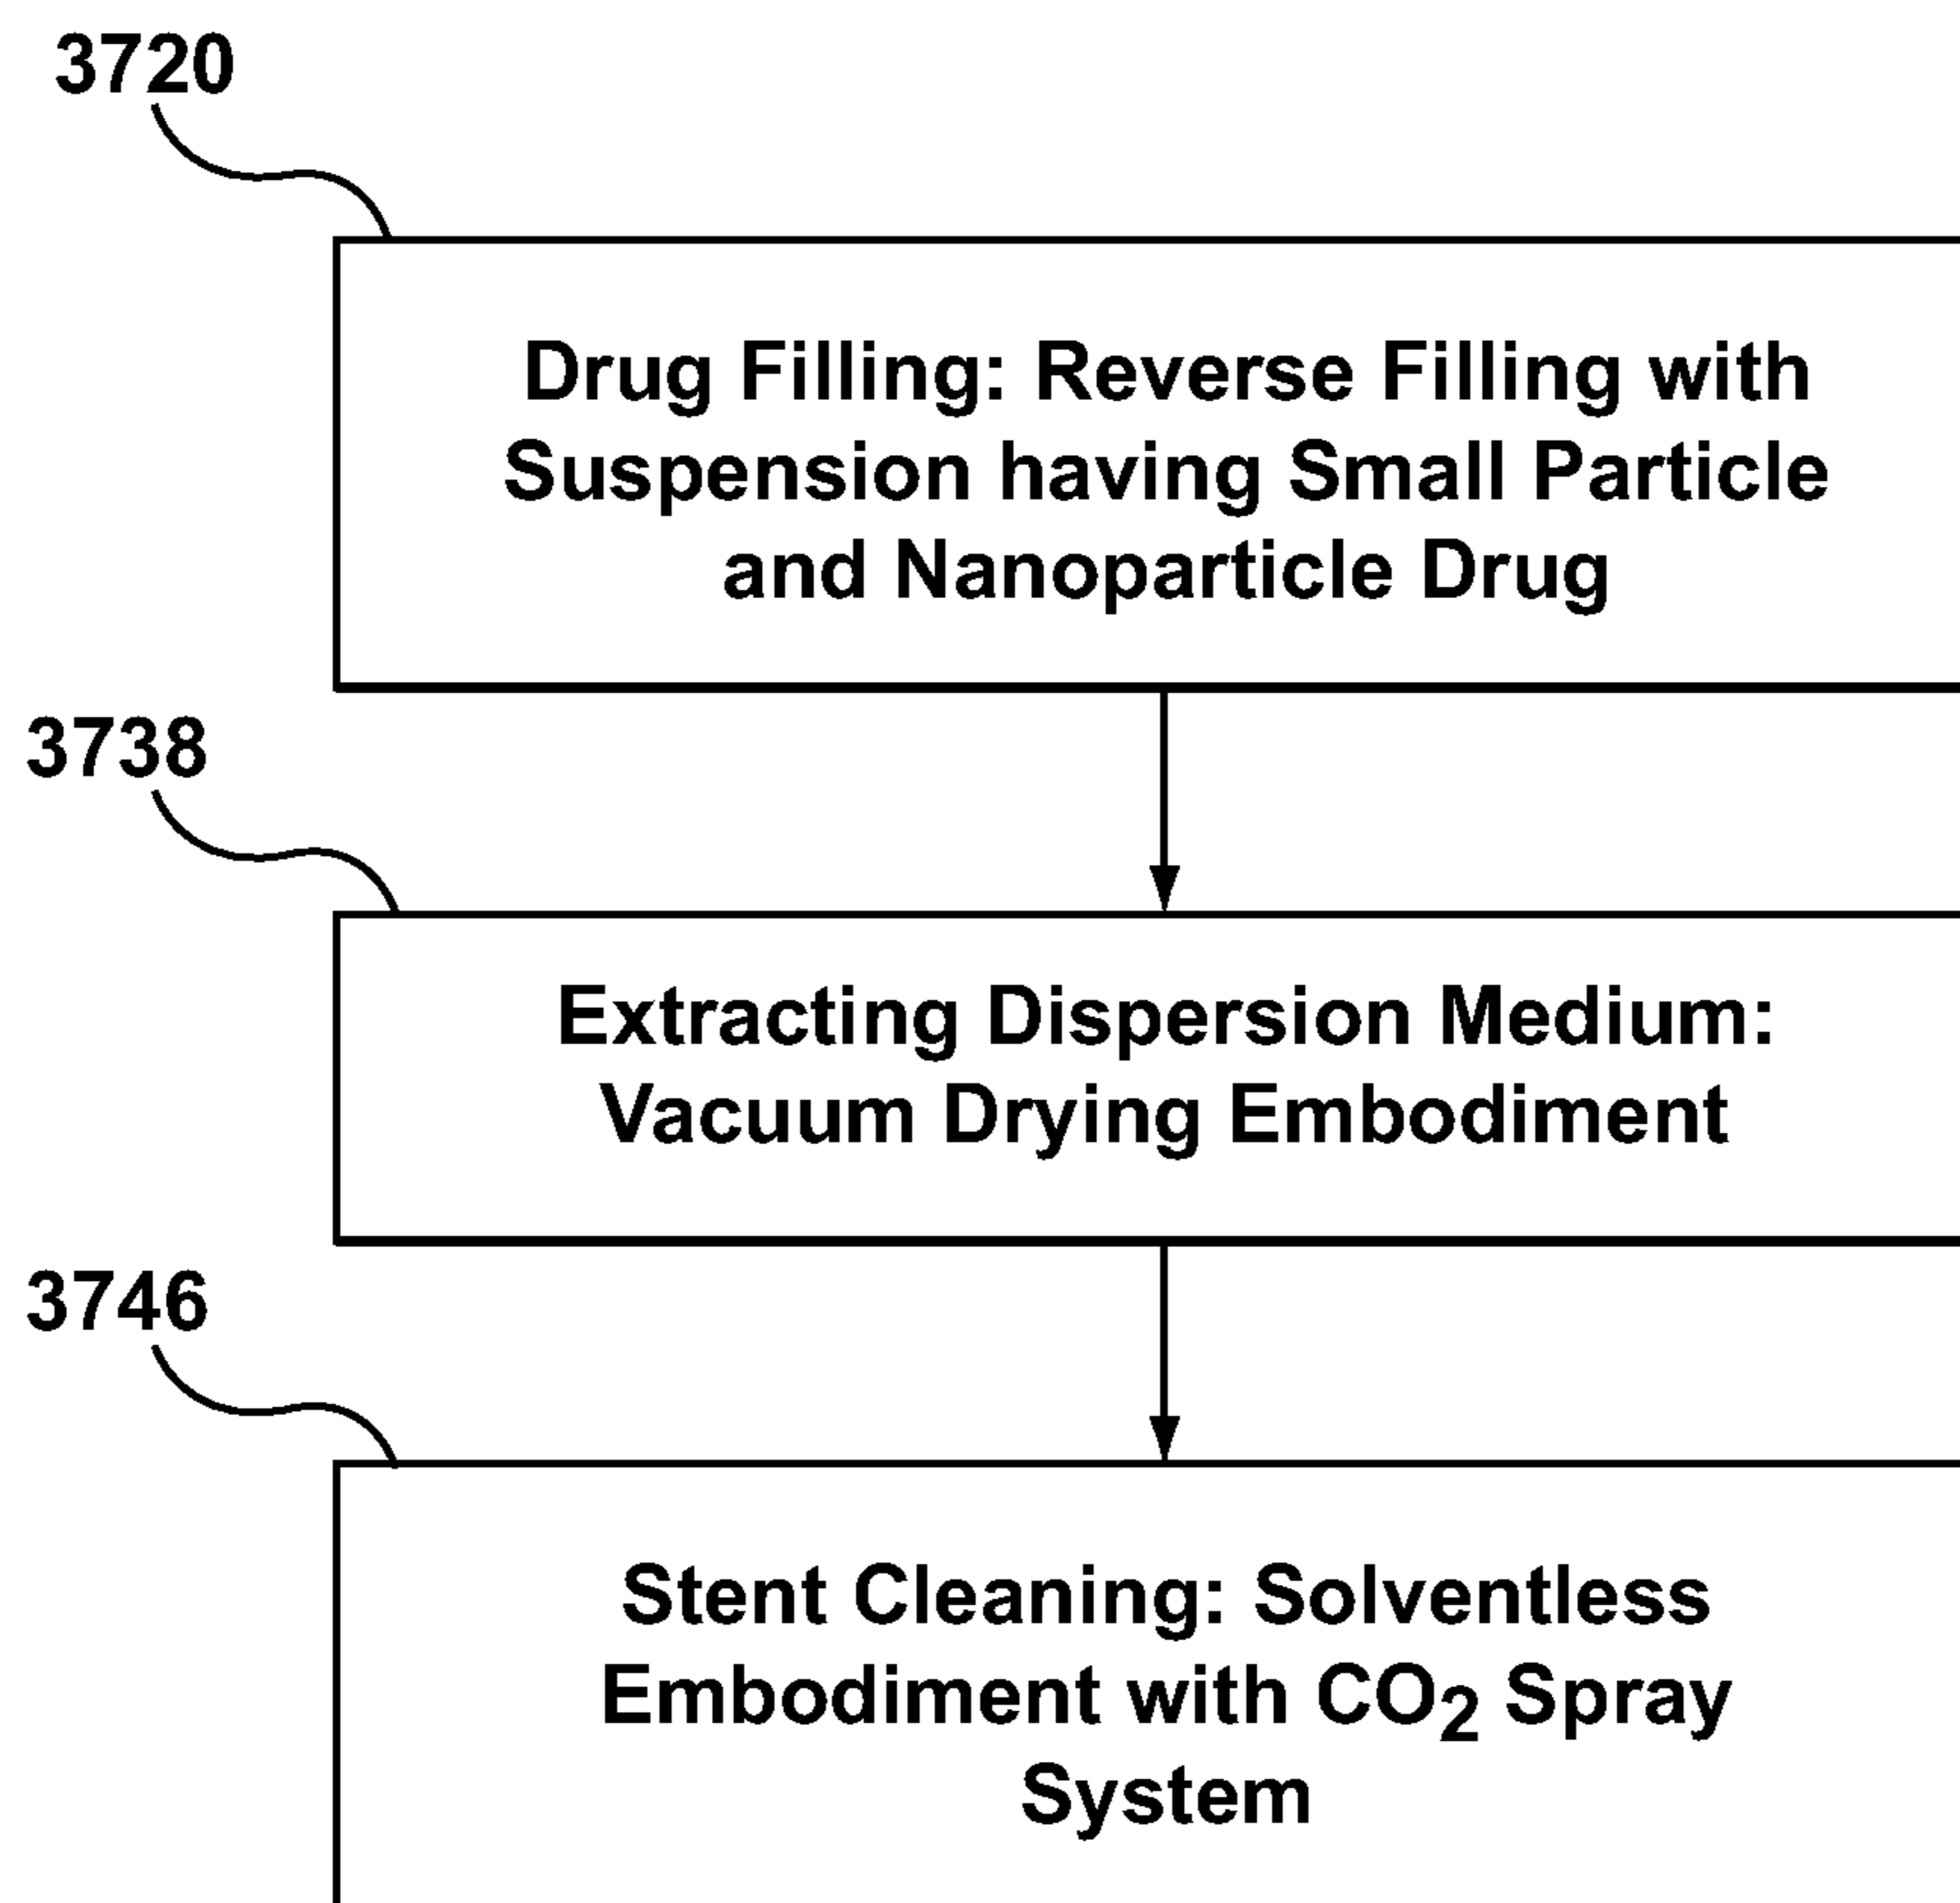 3720
Drug Filling: Reverse Filling with
Suspension having Small Particle
and Nanoparticle Drug
3738
Extracting Dispersion Medium:
Vacuum Drying Embodiment
3746
Stent Cleaning: Solventless
Embodiment with CO₂ Spray
System